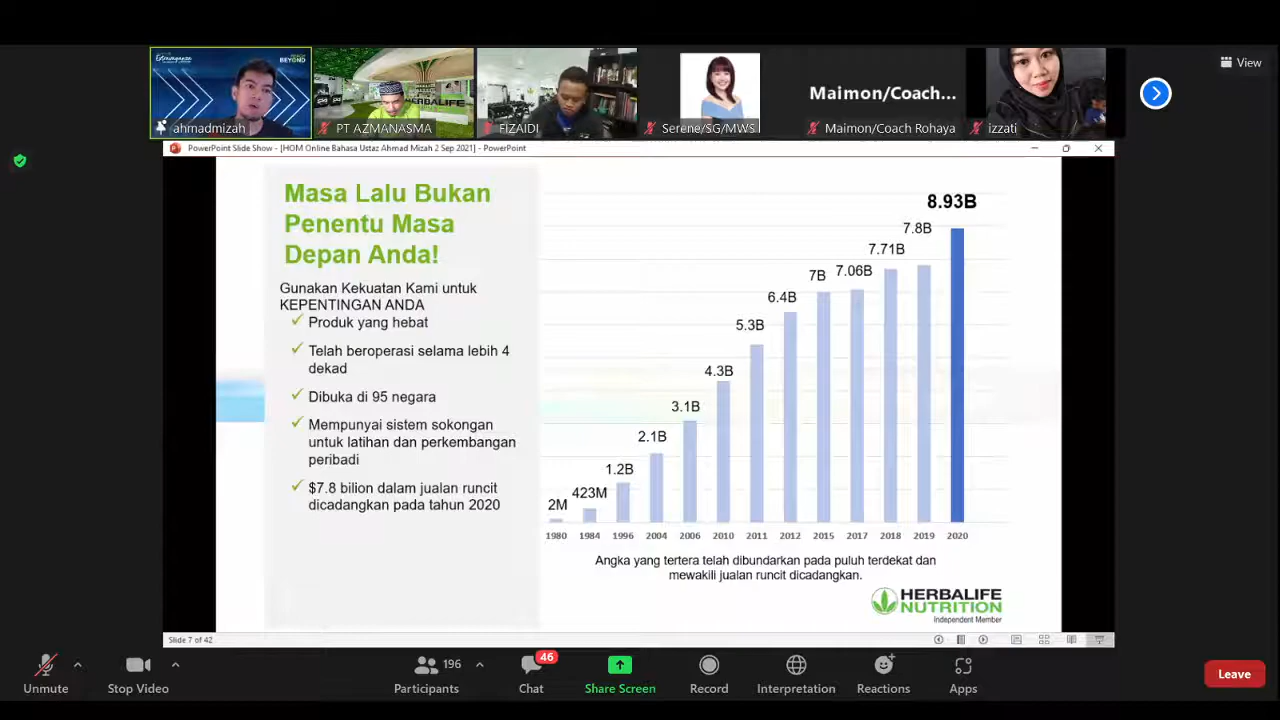 Extravaganza
BEYOND
View
ahmadmizah
PT AZMANASMA
HERBALIFE
FIZAIDI
Serene/SG/MWS
Maimon/Coach...
Maimon/Coach Rohaya
izzati
PowerPoint Slide Show - [HOM Online Bahasa Ustaz Ahmad Mizah 2 Sep 2021] - PowerPoint
Masa Lalu Bukan
Penentu Masa
Depan Anda!
Gunakan Kekuatan Kami untuk
KEPENTINGAN ANDA
✓ Produk yang hebat
✓ Telah beroperasi selama lebih 4
dekad
✓ Dibuka di 95 negara
✓ Mempunyai sistem sokongan
untuk latihan dan perkembangan
peribadi
✓ $7.8 bilion dalam jualan runcit
dicadangkan pada tahun 2020
2M
423M
1.2B
2.1B
3.1B
4.3B
5.3B
6.4B
7B
7.06B
7.71B
7.8B
8.93B
1980 1984 1996 2004 2006 2010 2011 2012 2015 2017 2018 2019 2020
Angka yang tertera telah dibundarkan pada puluh terdekat dan
mewakili jualan runcit dicadangkan.
HERBALIFE
NUTRITION
Independent Member
Slide 7 of 42
Unmute
Stop Video
196
Participants
46
Chat
Share Screen
Record
Interpretation
Reactions
Apps
Leave